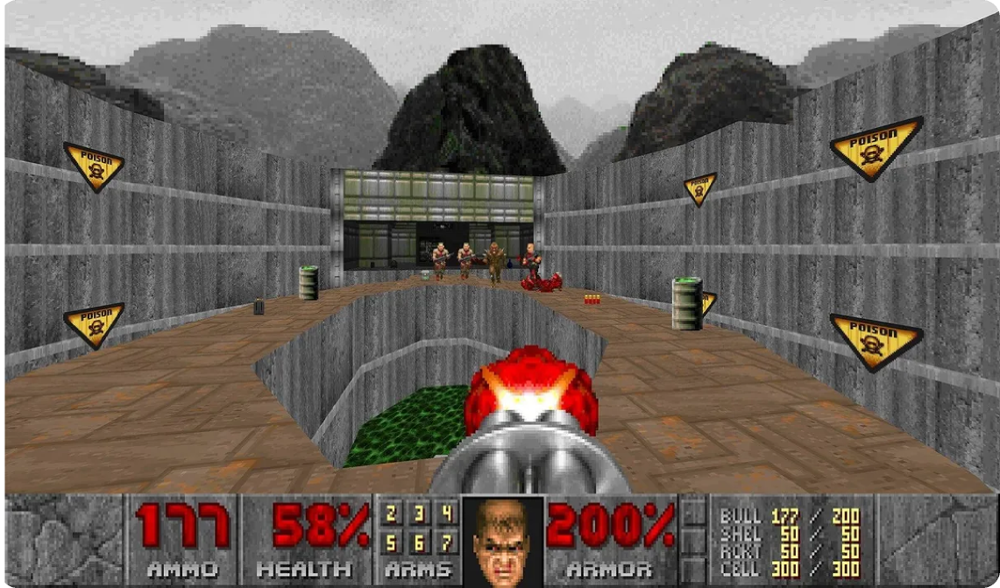 POISON
POISON
POISON
POISON
POISON
177
AMMO
58%
HEALTH
2 3 4
5 6 7
ARMS
200%
ARMOR
BULL 177 / 200
SHEL 50 / 50
RCKT 50 / 50
CELL 300 / 300